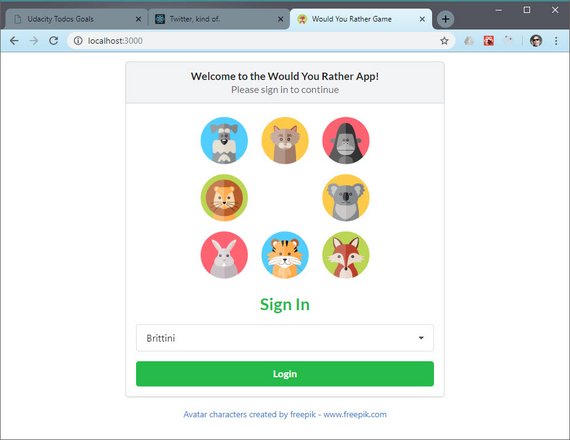 Udacity Todos Goals
Twitter, kind of.
Would You Rather Game
localhost:3000
Welcome to the Would You Rather App!
Please sign in to continue
Sign In
Brittini
Login
Avatar characters created by freepik - www.freepik.com